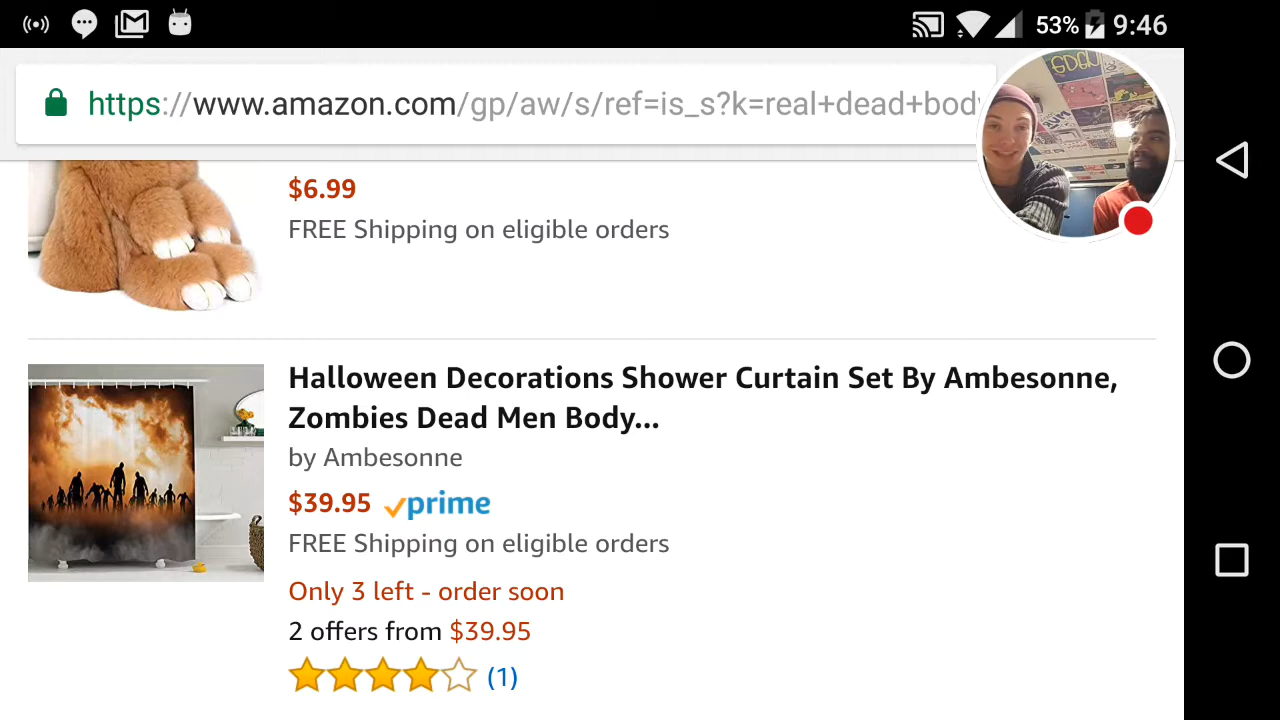 53% 9:46
https://www.amazon.com/gp/aw/s/ref=is_s?k=real+dead+bod
$6.99
FREE Shipping on eligible orders
Halloween Decorations Shower Curtain Set By Ambesonne,
Zombies Dead Men Body...
by Ambesonne
$39.95 prime
FREE Shipping on eligible orders
Only 3 left - order soon
2 offers from $39.95
(1)